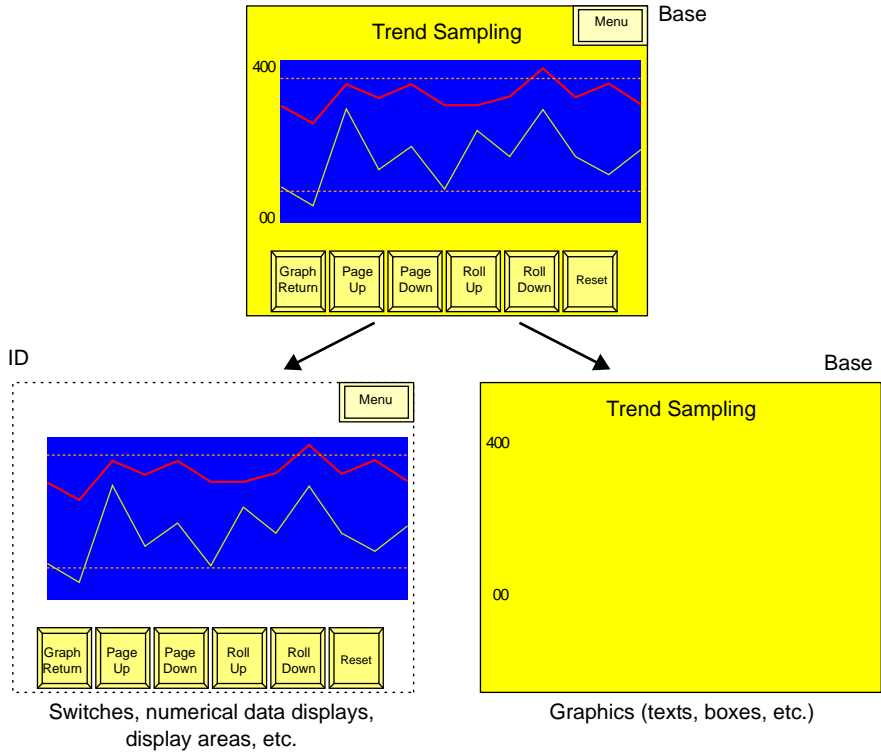 Base
Menu
Trend Sampling
400
00
Graph
Return
Page
Up
Page
Down
Roll
Up
Roll
Down
Reset
ID
Menu
Graph
Return
Page
Up
Page
Down
Roll
Up
Roll
Down
Reset
Switches, numerical data displays,
display areas, etc.
Base
Trend Sampling
400
00
Graphics (texts, boxes, etc.)